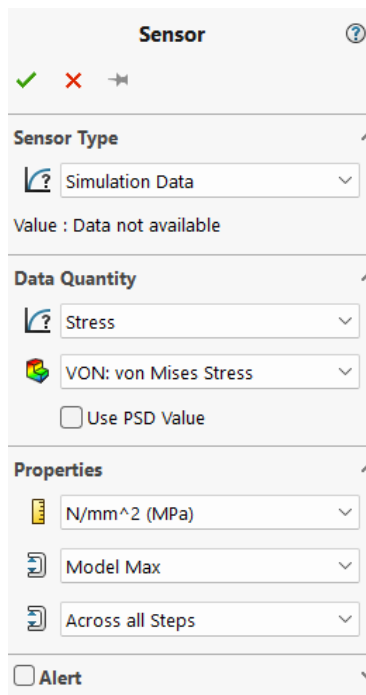 Sensor
Sensor Type
Simulation Data
Value : Data not available
Data Quantity
Stress
VON: von Mises Stress
Use PSD Value
Properties
N/mm^2 (MPa)
Model Max
Across all Steps
Alert